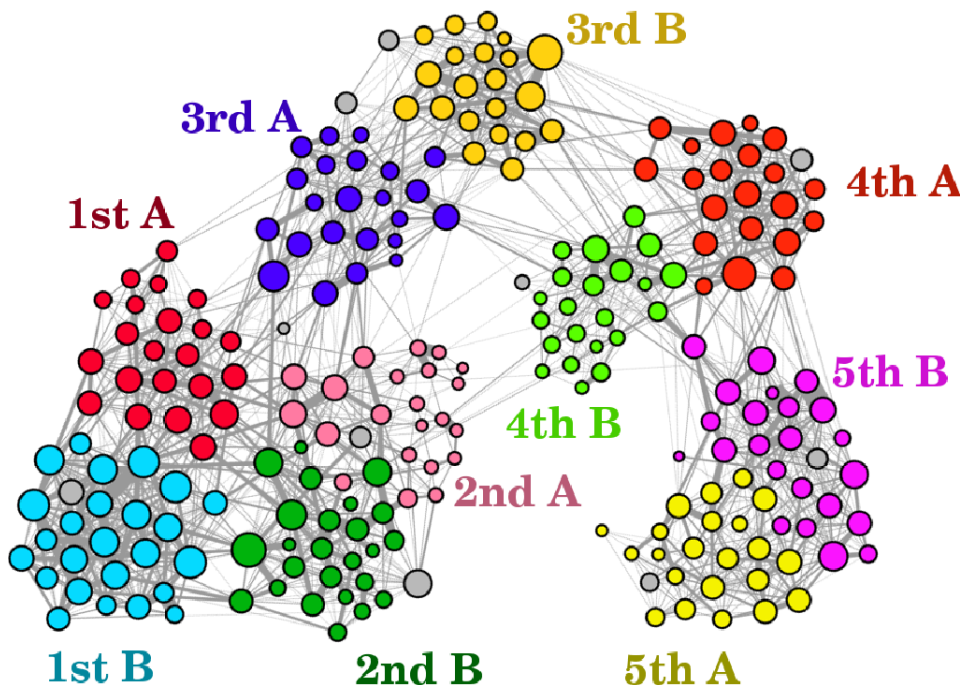 3rd B
3rd A
4th A
1st A
5th B
4th B
2nd A
1st B
2nd B
5th A